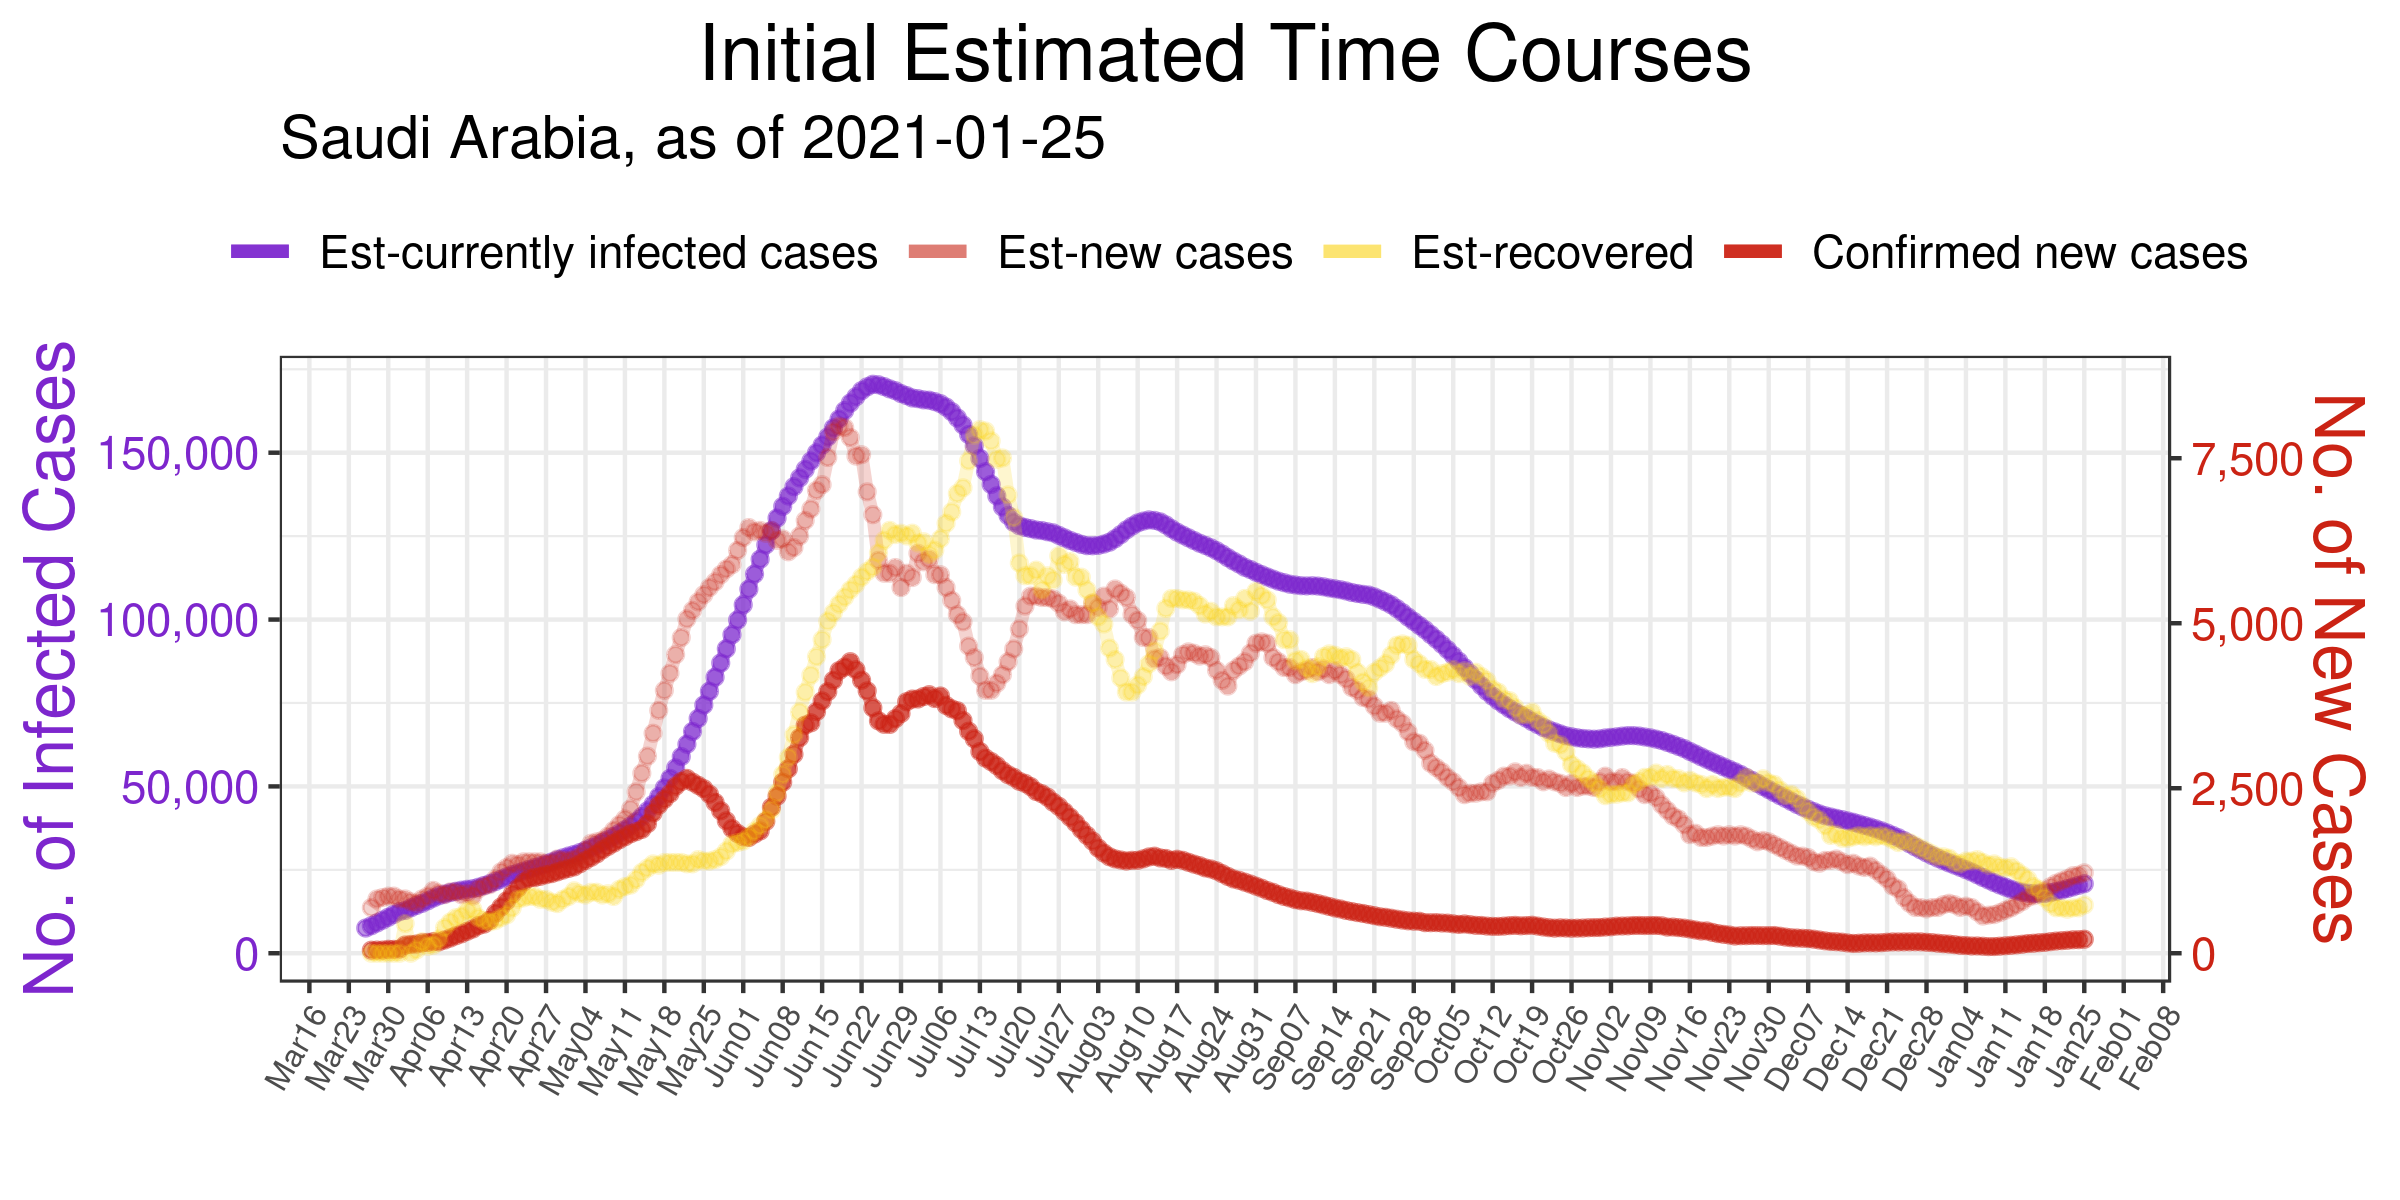 Initial Estimated Time Courses
Saudi Arabia, as of 2021-01-25
Est-currently infected cases
Est-new cases
Est-recovered
Confirmed new cases
No. of Infected Cases
150,000
100,000
50,000
0
7,500
5,000
2,500
0
No. of New Cases
Mar16
Mar23
Mar30
Apr06
Apr13
Apr20
Apr27
May04
May11
May18
May25
Jun01
Jun08
Jun15
Jun22
Jun29
Jul06
Jul13
Jul20
Jul27
Aug03
Aug10
Aug17
Aug24
Aug31
Sep07
Sep14
Sep21
Sep28
Oct05
Oct12
Oct19
Oct26
Nov02
Nov09
Nov16
Nov23
Nov30
Dec07
Dec14
Dec21
Dec28
Jan04
Jan11
Jan18
Jan25
Feb01
Feb08